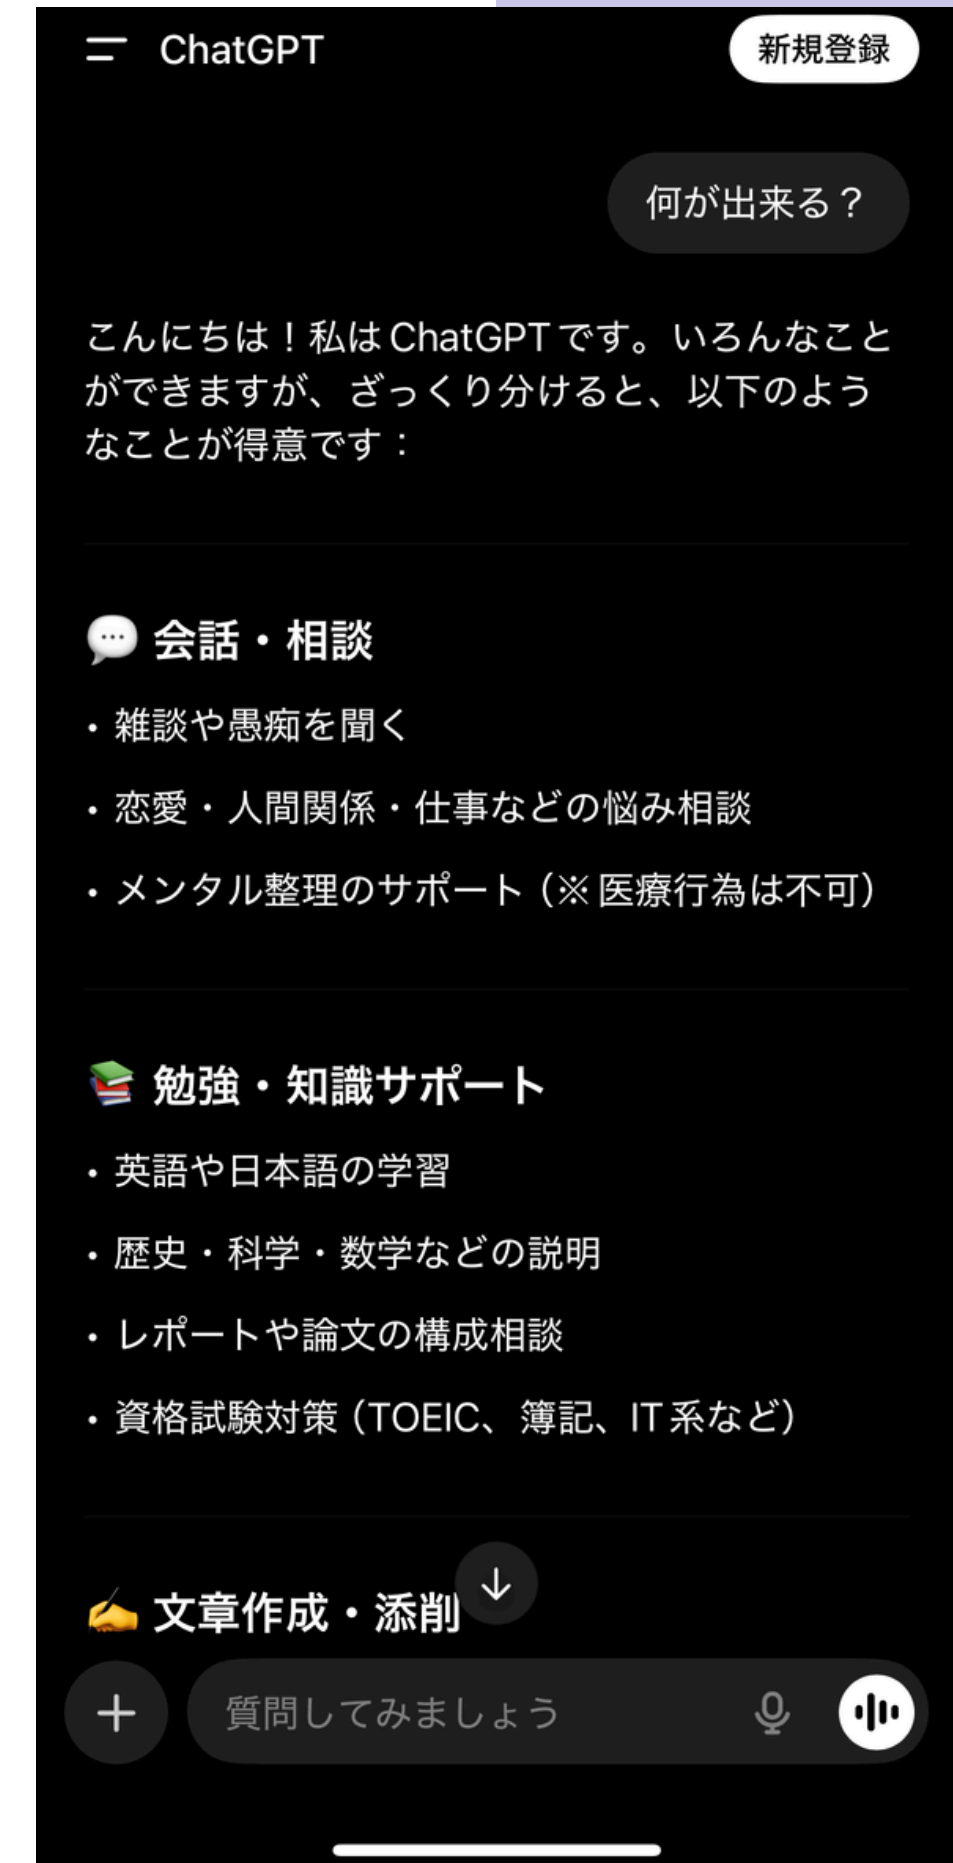 ChatGPT
新規登録
何が出来る？
こんにちは！私はChatGPTです。いろんなこと
ができますが、ざっくり分けると、以下のよう
なことが得意です：
💬 会話・相談
• 雑談や愚痴を聞く
• 恋愛・人間関係・仕事などの悩み相談
• メンタル整理のサポート（※医療行為は不可）
📚 勉強・知識サポート
• 英語や日本語の学習
• 歴史・科学・数学などの説明
• レポートや論文の構成相談
• 資格試験対策（TOEIC、簿記、IT系など）
✍️ 文章作成・添削
質問してみましょう